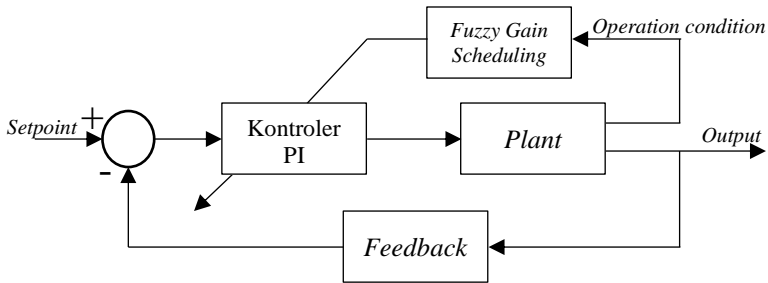 Fuzzy Gain
Scheduling
Operation condition
Setpoint
+
-
Kontroler
PI
Plant
Output
Feedback